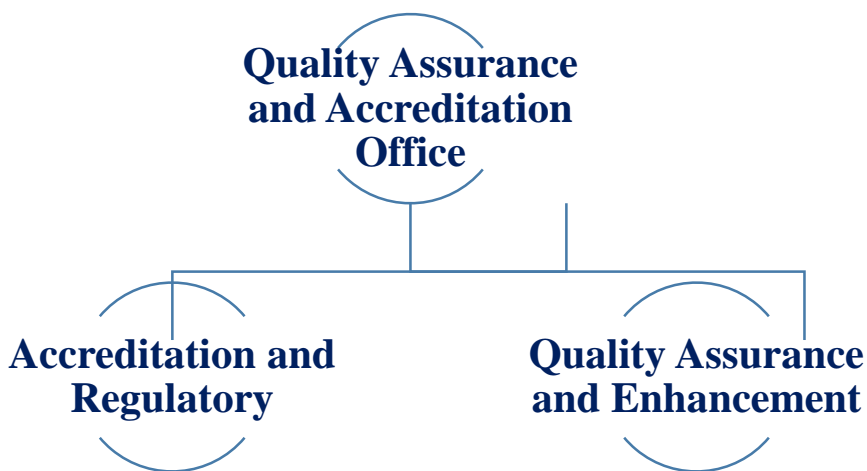 Quality Assurance
and Accreditation
Office
Accreditation and
Regulatory
Quality Assurance
and Enhancement